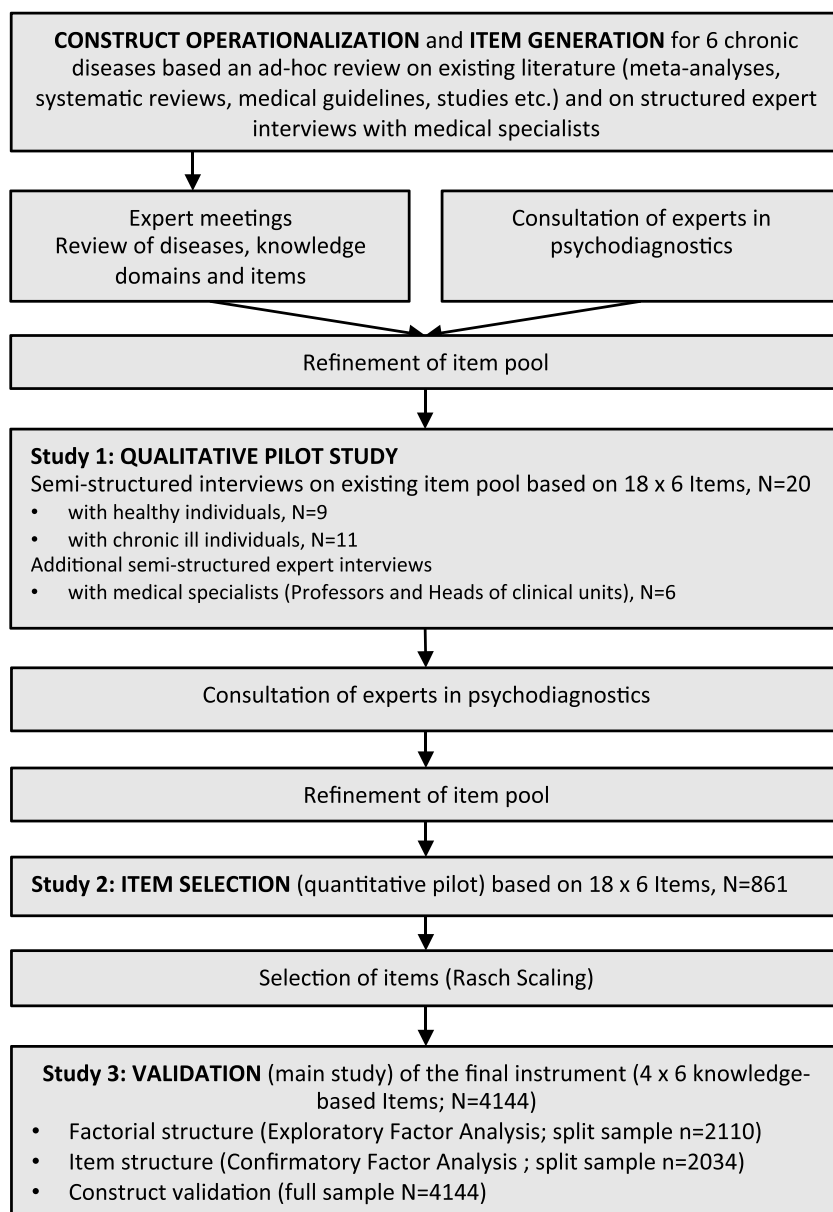 CONSTRUCT OPERATIONALIZATION and ITEM GENERATION for 6 chronic
diseases based an ad-hoc review on existing literature (meta-analyses,
systematic reviews, medical guidelines, studies etc.) and on structured expert
interviews with medical specialists
Expert meetings
Review of diseases, knowledge
domains and items
Consultation of experts in
psychodiagnostics
Refinement of item pool
Study 1: QUALITATIVE PILOT STUDY
Semi-structured interviews on existing item pool based on 18 x 6 Items, N=20
• with healthy individuals, N=9
• with chronic ill individuals, N=11
Additional semi-structured expert interviews
• with medical specialists (Professors and Heads of clinical units), N=6
Consultation of experts in psychodiagnostics
Refinement of item pool
Study 2: ITEM SELECTION (quantitative pilot) based on 18 x 6 Items, N=861
Selection of items (Rasch Scaling)
Study 3: VALIDATION (main study) of the final instrument (4 x 6 knowledge-
based Items; N=4144)
• Factorial structure (Exploratory Factor Analysis; split sample n=2110)
• Item structure (Confirmatory Factor Analysis ; split sample n=2034)
• Construct validation (full sample N=4144)